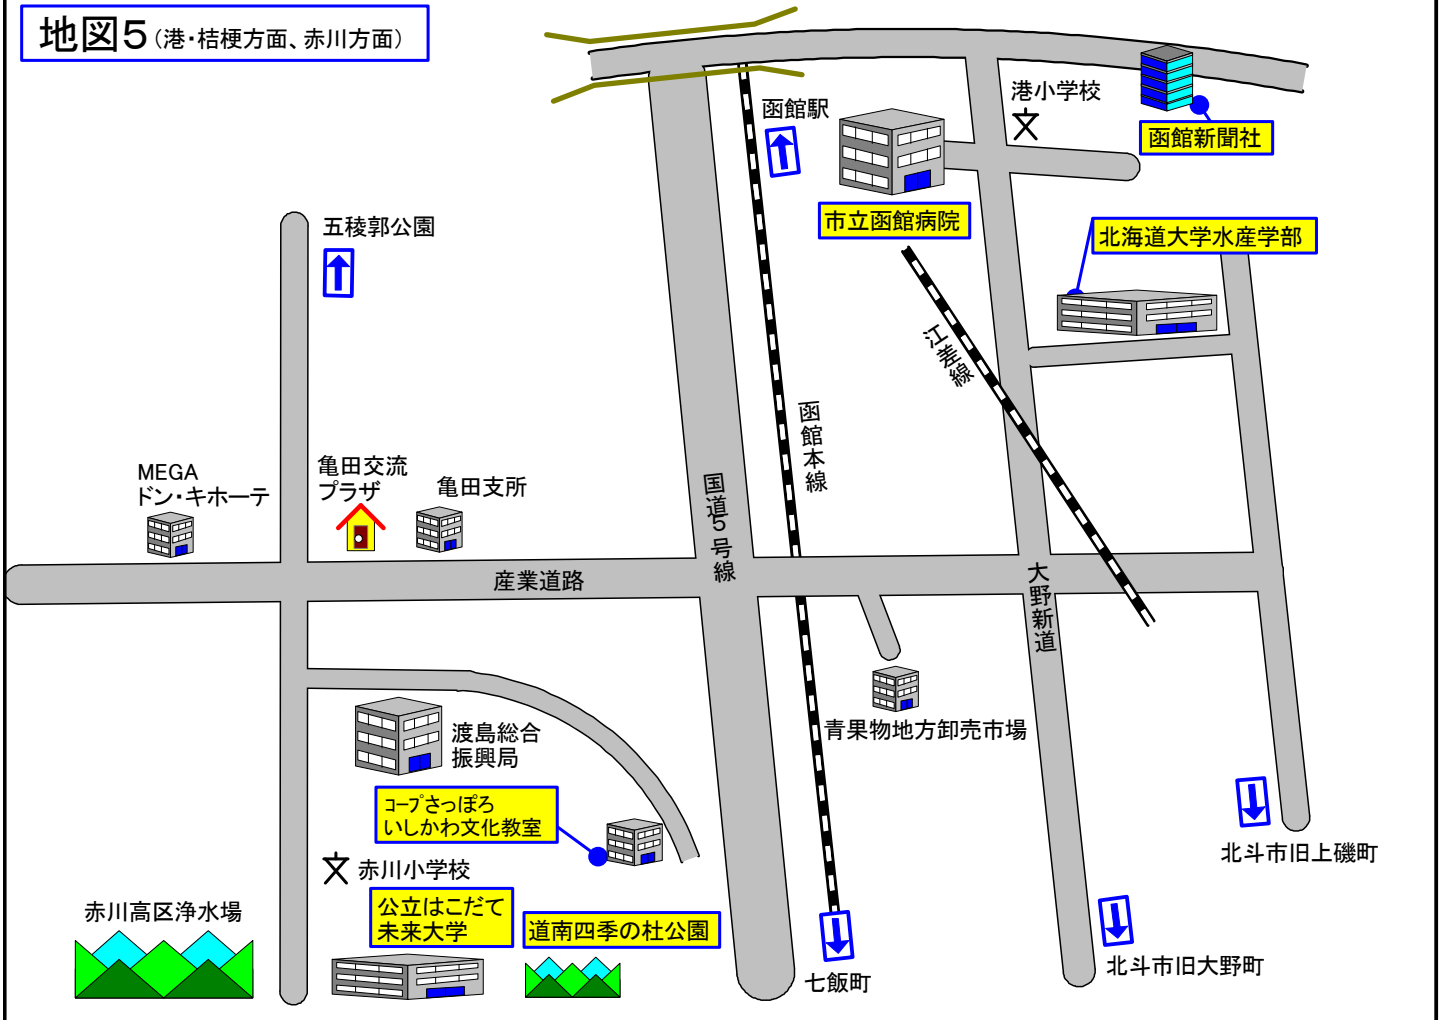 地図5(港・桔梗方面、赤川方面)
函館駅
港小学校
函館新聞社
市立函館病院
五稜郭公園
北海道大学水産学部
江差線
函館本線
MEGA
ドン・キホーテ
亀田交流
プラザ
亀田支所
国道5号線
産業道路
大野新道
渡島総合
振興局
青果物地方卸売市場
コープさっぽろ
いしかわ文化教室
赤川小学校
北斗市旧上磯町
赤川高区浄水場
公立はこだて
未来大学
道南四季の杜公園
七飯町
北斗市旧大野町